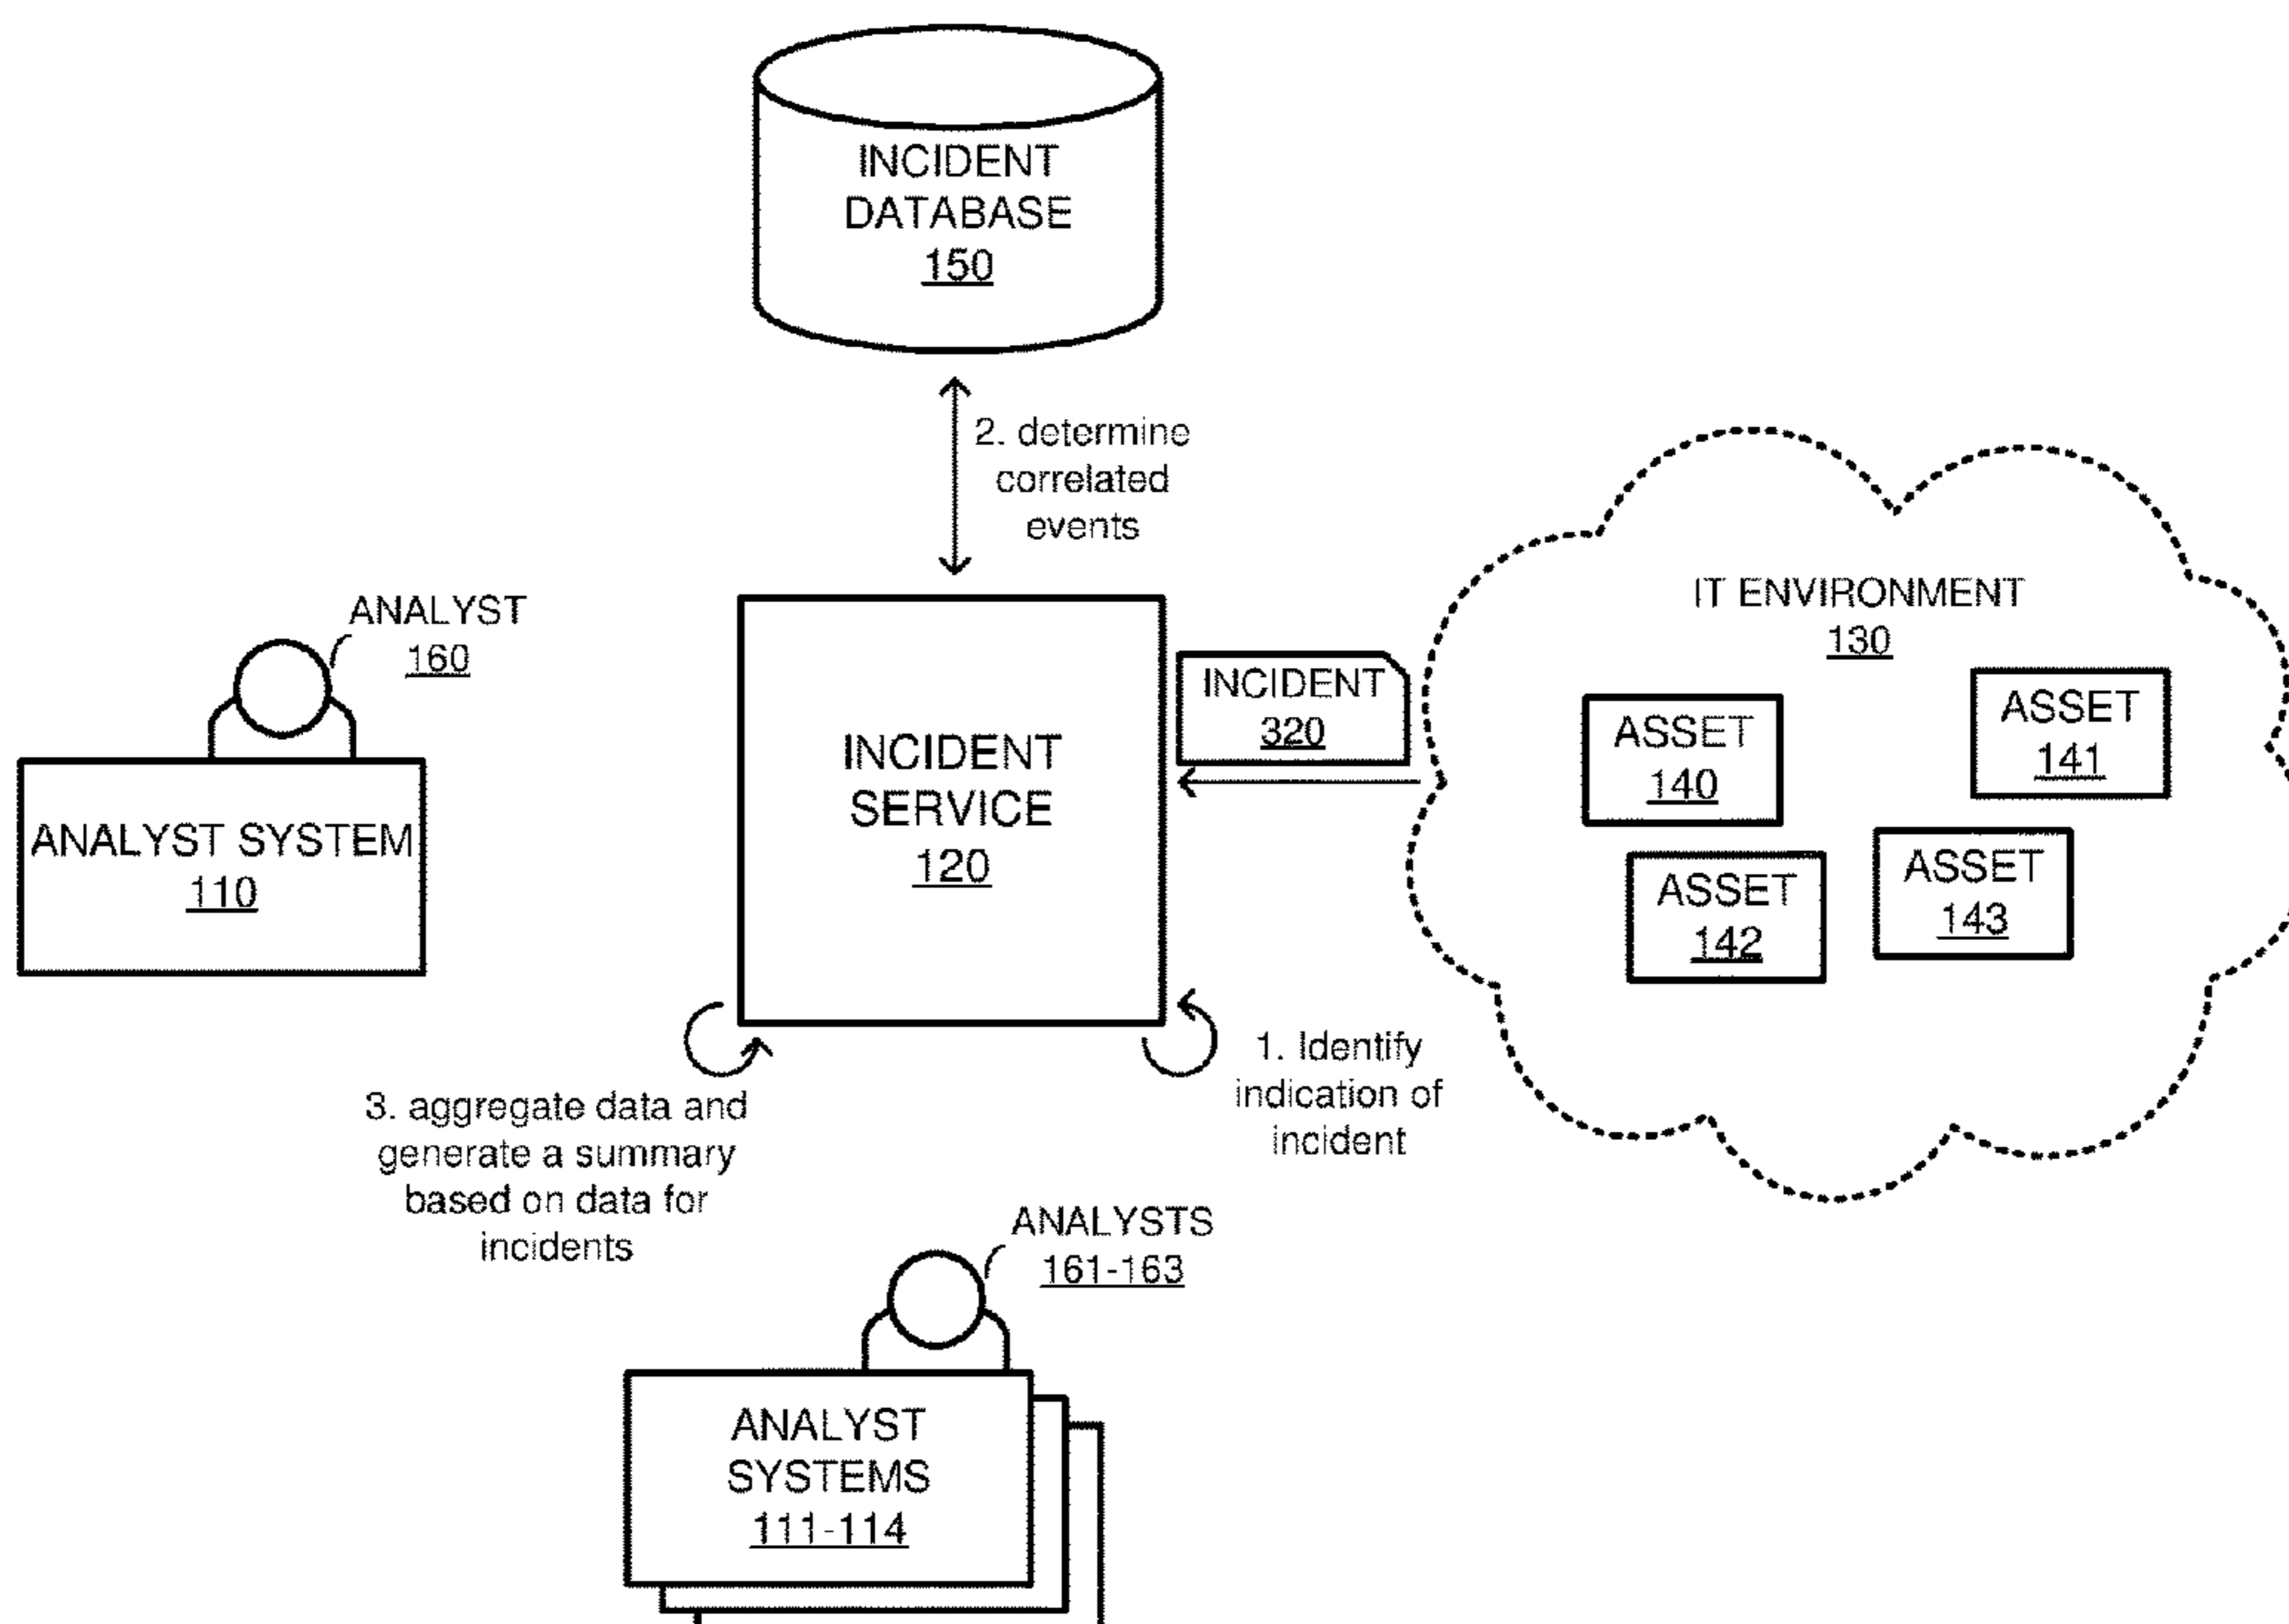 INCIDENT
DATABASE
150
2. determine
correlated
events
ANALYST
160
ANALYST SYSTEM
110
INCIDENT
SERVICE
120
INCIDENT
320
IT ENVIRONMENT
130
ASSET
140
ASSET
141
ASSET
142
ASSET
143
1. Identify
indication of
incident
3. aggregate data and
generate a summary
based on data for
incidents
ANALYSTS
161-163
ANALYST
SYSTEMS
111-114